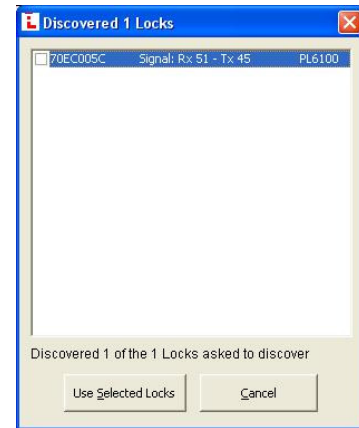 Discovered 1 Locks
70EC005C Signal: Rx 51 - Tx 45 PL6100
Discovered 1 of the 1 Locks asked to discover
Use Selected Locks Cancel